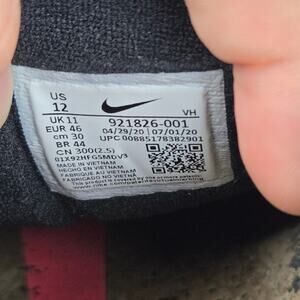 US
12
VH
UK 11
EUR 46
cm 30
BR 44
CN 300(2.5)
921826-001
04/29/20 07/01/20
UPC 00885178382901
01X92HFGSMDV3
MADE IN VIETNAM
HECHO EN VIETNAM
FABRIQUÉ AU VIETNAM